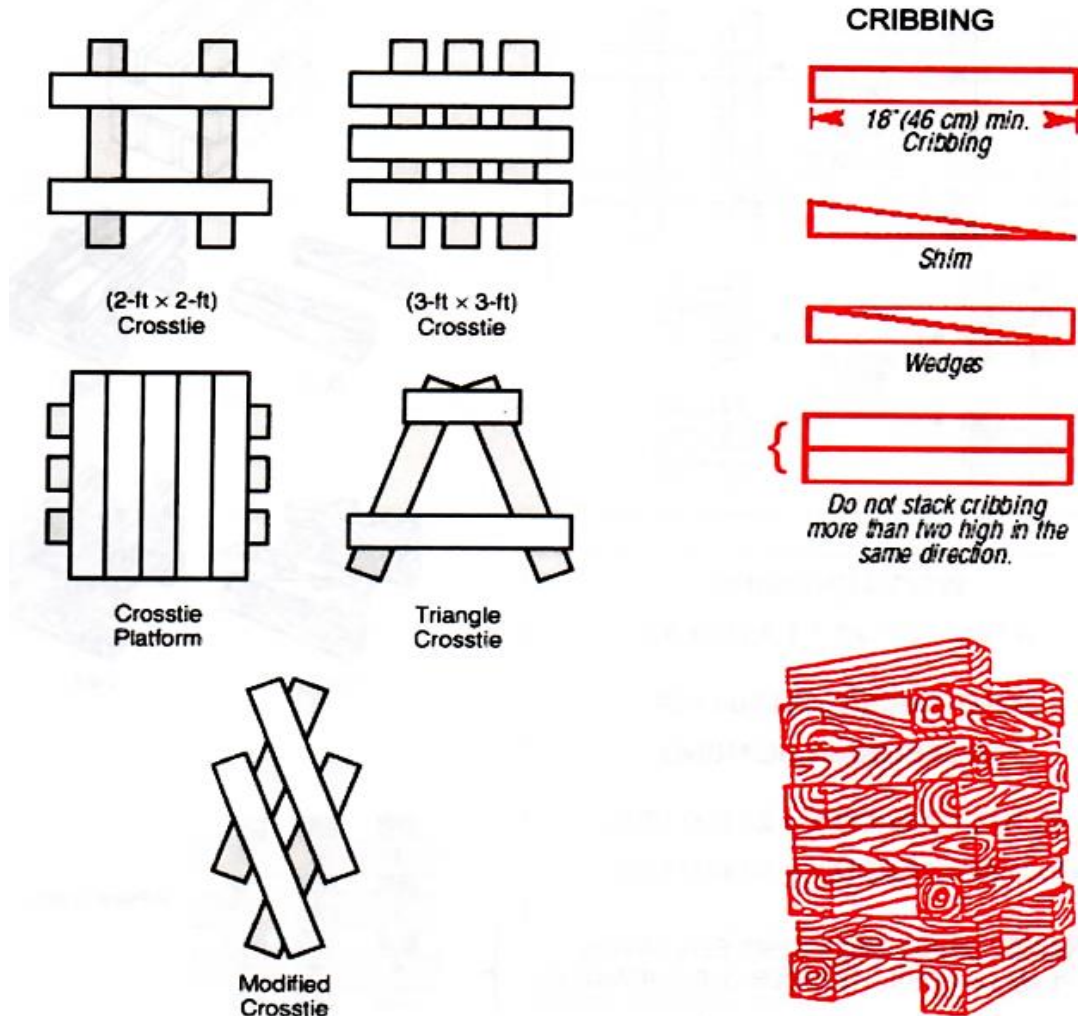 CRIBBING
18"(46 cm) min.
Cribbing
Shim
Wedges
Do not stack cribbing
more than two high in the
same direction.
(2-ft × 2-ft)
Crosstie
(3-ft × 3-ft)
Crosstie
Crosstie
Platform
Triangle
Crosstie
Modified
Crosstie